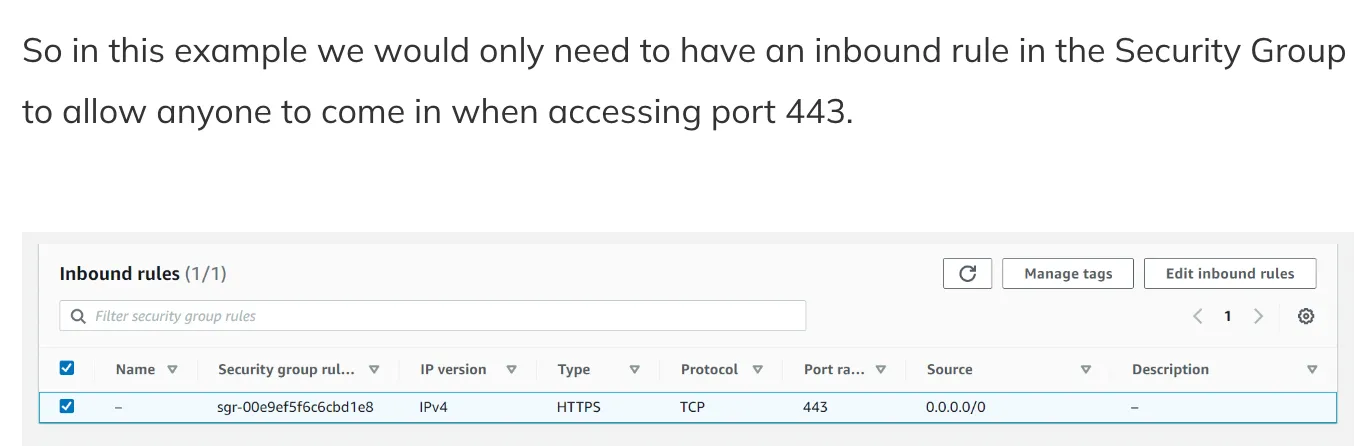 So in this example we would only need to have an inbound rule in the Security Group
to allow anyone to come in when accessing port 443.
Inbound rules (1/1)
Manage tags
Edit inbound rules
Filter security group rules
1
Name
Security group rul...
IP version
Type
Protocol
Port ra...
Source
Description
–
sgr-00e9ef5f6c6cbd1e8
IPv4
HTTPS
TCP
443
0.0.0.0/0
–